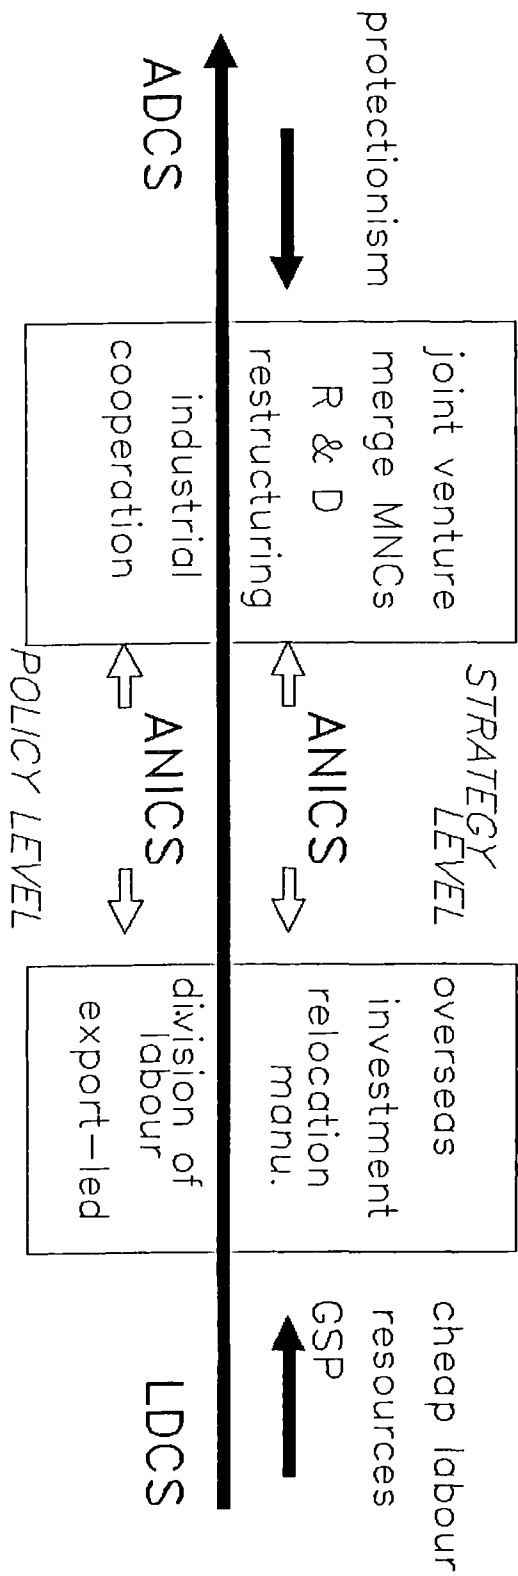 protectionism
joint venture
merge MNCs
R & D
restructuring
STRATEGY
LEVEL
ANICS
overseas
investment
relocation
manu.
cheap labour
resources
GSP
ADCS
industrial
cooperation
ANICS
POLICY LEVEL
division of
labour
export-led
LDCS